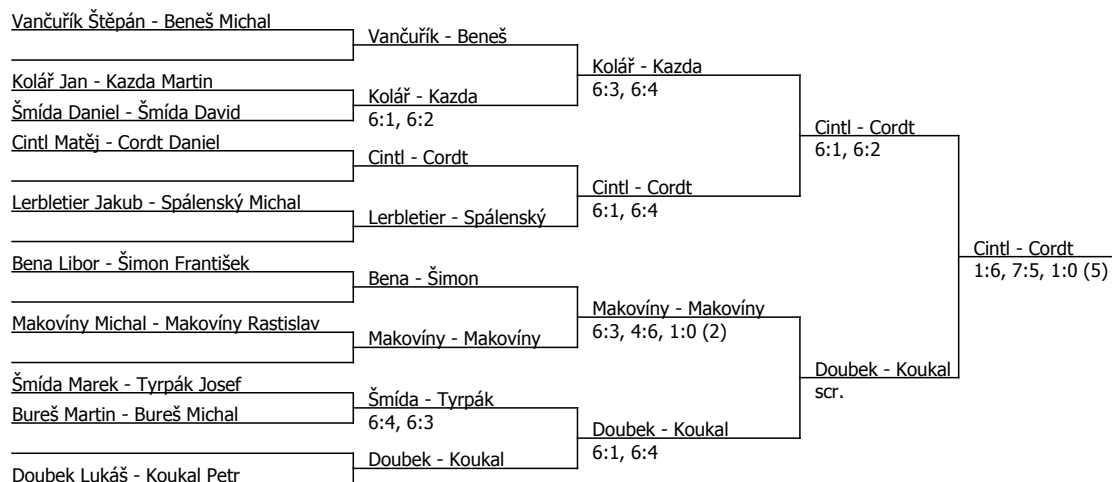 Vančuřík Štěpán - Beneš Michal
Kolář Jan - Kazda Martin
Šmída Daniel - Šmída David
Cintl Matěj - Cordt Daniel
Lerbletier Jakub - Spálenský Michal
Bena Libor - Šimon František
Makovíny Michal - Makovíny Rastislav
Šmída Marek - Tyrpák Josef
Bureš Martin - Bureš Michal
Doubek Lukáš - Koukal Petr
Vančuřík - Beneš
Kolář - Kazda
6:1, 6:2
Cintl - Cordt
Lerbletier - Spálenský
Bena - Šimon
Makovíny - Makovíny
Šmída - Tyrpák
6:4, 6:3
Doubek - Koukal
Kolář - Kazda
6:3, 6:4
Cintl - Cordt
6:1, 6:4
Makovíny - Makovíny
6:3, 4:6, 1:0 (2)
Doubek - Koukal
6:1, 6:4
Cintl - Cordt
6:1, 6:2
Doubek - Koukal
scr.
Cintl - Cordt
1:6, 7:5, 1:0 (5)